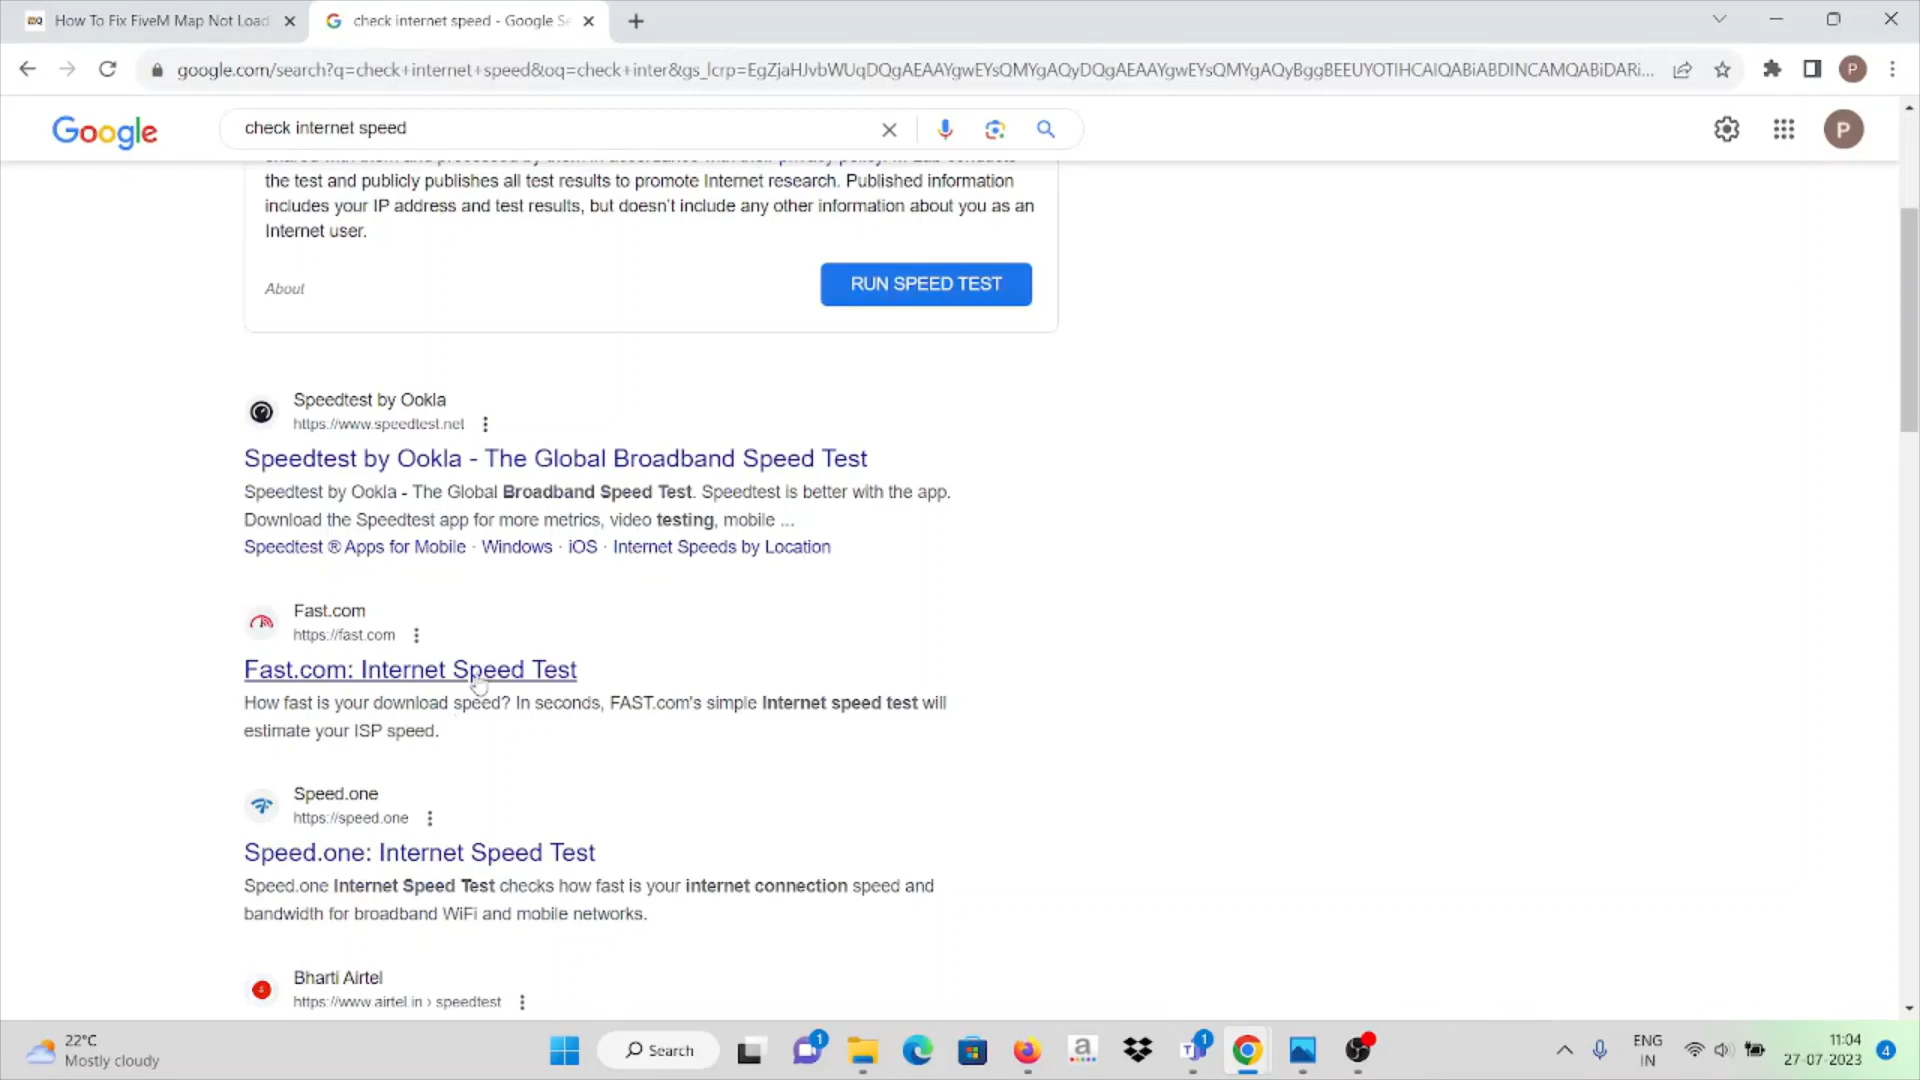 How To Fix FiveM Map Not Load
check internet speed - Google Se
google.com/search?q=check+internet+speed&oq=check+inter&gs_lcrp=EgZjaHJvbWUqDQgAEAAYgwEYsQMYgAQyDQgAEAAYgwEYsQMYgAQyBggBEEUYOTIHCAIQABiABDINCAMQABiDARi...
P
Google
check internet speed
P
the test and publicly publishes all test results to promote Internet research. Published information
includes your IP address and test results, but doesn't include any other information about you as an
Internet user.
About
RUN SPEED TEST
Speedtest by Ookla
https://www.speedtest.net
Speedtest by Ookla - The Global Broadband Speed Test
Speedtest by Ookla - The Global Broadband Speed Test. Speedtest is better with the app.
Download the Speedtest app for more metrics, video testing, mobile ...
Speedtest ® Apps for Mobile · Windows · iOS · Internet Speeds by Location
Fast.com
https://fast.com
Fast.com: Internet Speed Test
How fast is your download speed? In seconds, FAST.com's simple Internet speed test will
estimate your ISP speed.
Speed.one
https://speed.one
Speed.one: Internet Speed Test
Speed.one Internet Speed Test checks how fast is your internet connection speed and
bandwidth for broadband WiFi and mobile networks.
Bharti Airtel
https://www.airtel.in › speedtest
22°C
Mostly cloudy
Search
1
a
1
ENG
IN
11:04
27-07-2023
4